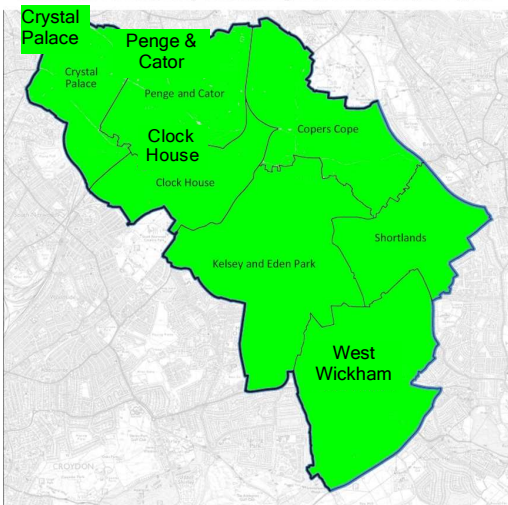 Crystal
Palace
Penge &
Cator
Crystal
Palace
Penge and Cator
Copers Cope
Clock
House
Clock House
Shortlands
Kelsey and Eden Park
West
Wickham
CROYDON